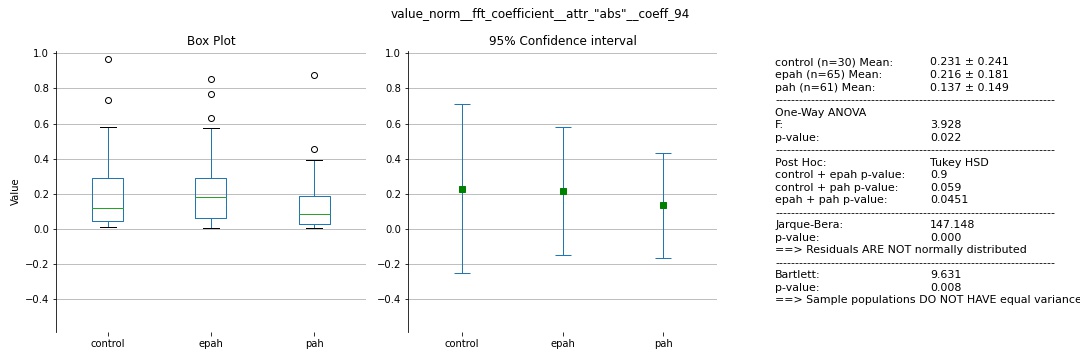 value_norm__fft_coefficient__attr_"abs"__coeff_94
Box Plot
Value
1.0
0.8
0.6
0.4
0.2
0.0
−0.2
−0.4
control epah pah
95% Confidence interval
1.0
0.8
0.6
0.4
0.2
0.0
−0.2
−0.4
control epah pah
control (n=30) Mean: 0.231 ± 0.241
epah (n=65) Mean: 0.216 ± 0.181
pah (n=61) Mean: 0.137 ± 0.149
One-Way ANOVA
F: 3.928
p-value: 0.022
Post Hoc: Tukey HSD
control + epah p-value: 0.9
control + pah p-value: 0.059
epah + pah p-value: 0.0451
Jarque-Bera: 147.148
p-value: 0.000
==> Residuals ARE NOT normally distributed
Bartlett: 9.631
p-value: 0.008
==> Sample populations DO NOT HAVE equal variance